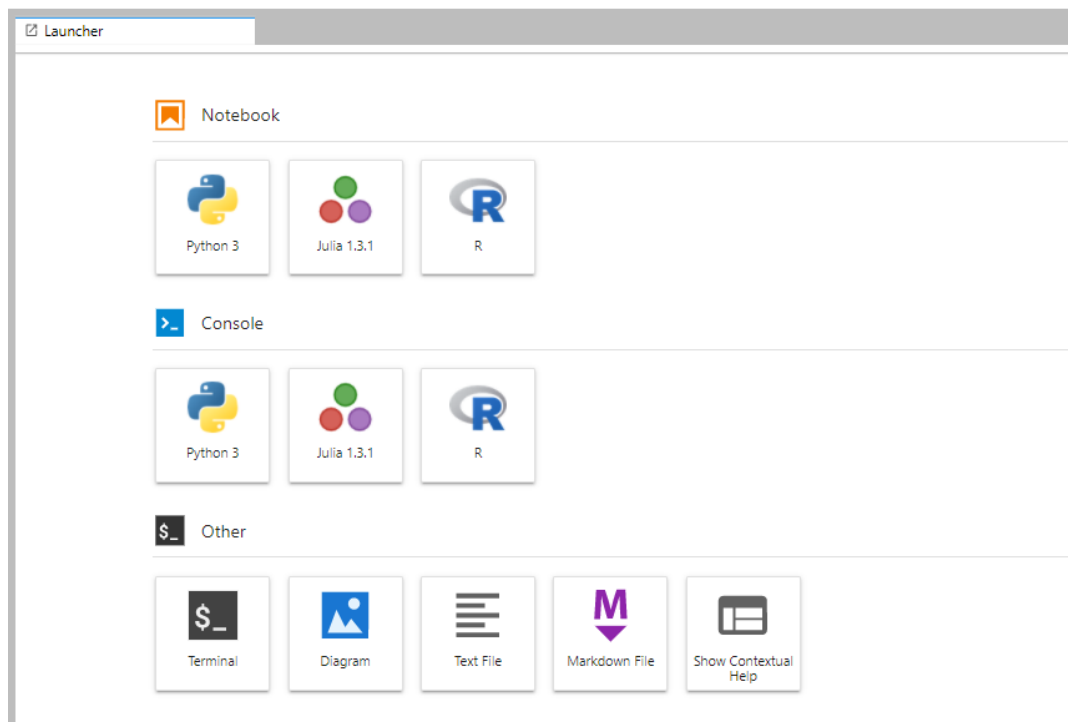 Launcher
Notebook
Python 3
Julia 1.3.1
R
Console
Python 3
Julia 1.3.1
R
$_ Other
$_
Terminal
Diagram
Text File
M
Markdown File
Show Contextual
Help